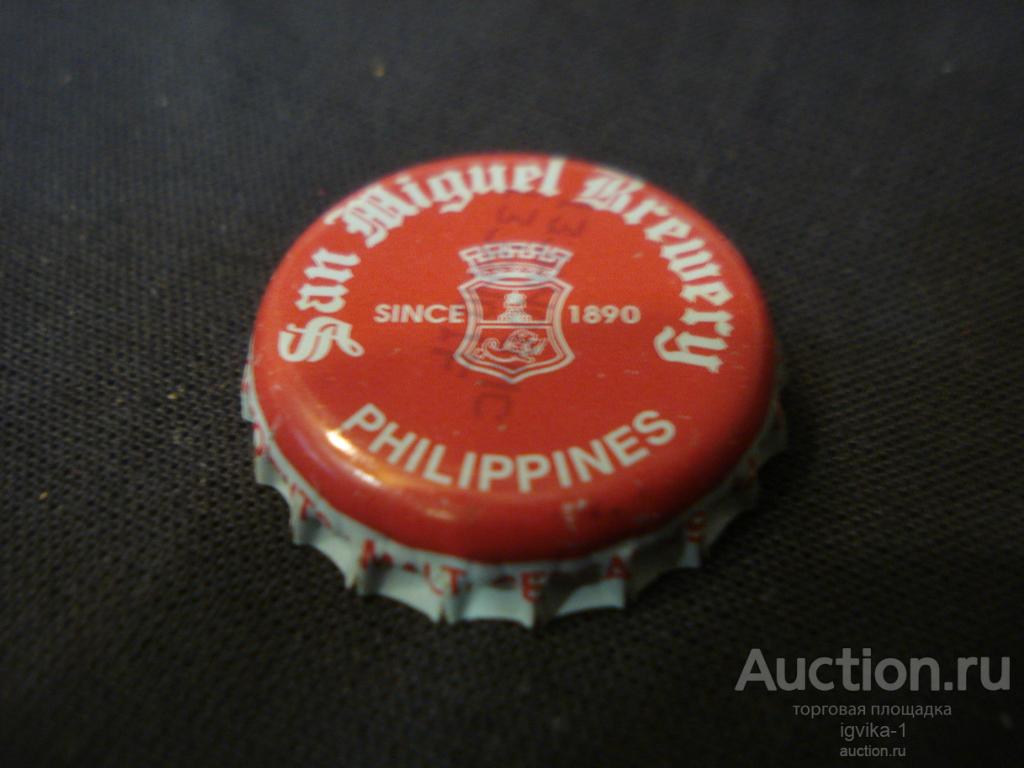 San Miguel Brewery
SINCE 1890
PHILIPPINES
Auction.ru
торговая площадка
igvika-1
auction.ru